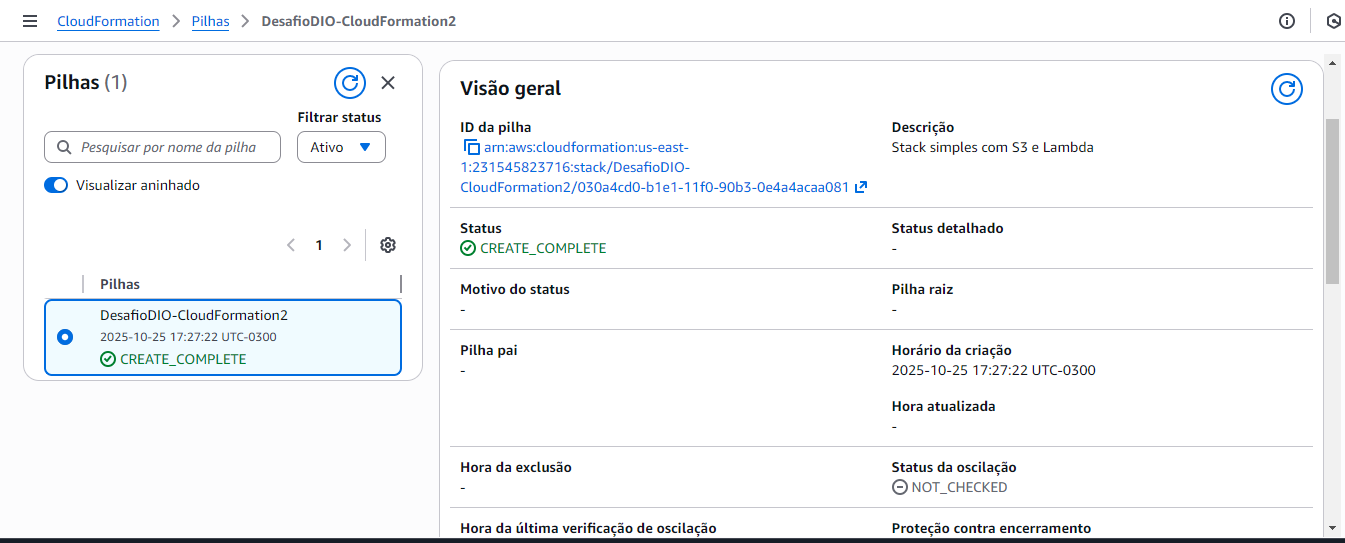 CloudFormation > Pilhas > DesafioDIO-CloudFormation2
Pilhas (1)
Filtrar status
Pesquisar por nome da pilha
Ativo
Visualizar aninhado
1
Pilhas
DesafioDIO-CloudFormation2
2025-10-25 17:27:22 UTC-0300
CREATE_COMPLETE
Visão geral
ID da pilha
arn:aws:cloudformation:us-east-
1:231545823716:stack/DesafioDIO-
CloudFormation2/030a4cd0-b1e1-11f0-90b3-0e4a4acaa081
Descrição
Stack simples com S3 e Lambda
Status
CREATE_COMPLETE
Status detalhado
-
Motivo do status
-
Pilha raiz
-
Pilha pai
-
Horário da criação
2025-10-25 17:27:22 UTC-0300
Hora atualizada
-
Hora da exclusão
-
Status da oscilação
NOT_CHECKED
Hora da última verificação de oscilação
Proteção contra encerramento